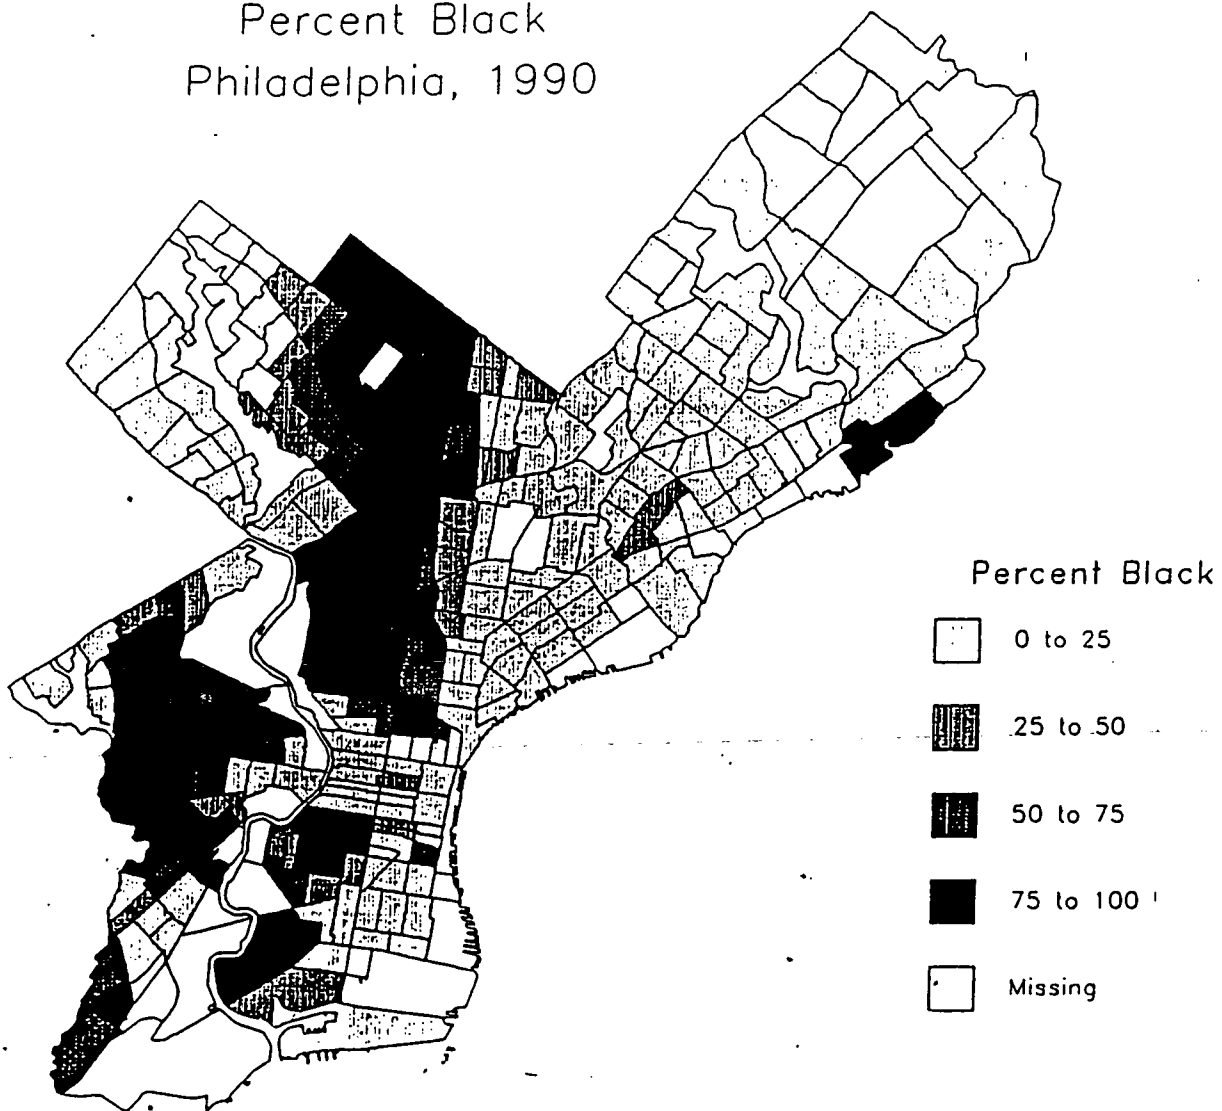 Percent Black
Philadelphia, 1990
Percent Black
0 to 25
25 to 50
50 to 75
75 to 100
Missing